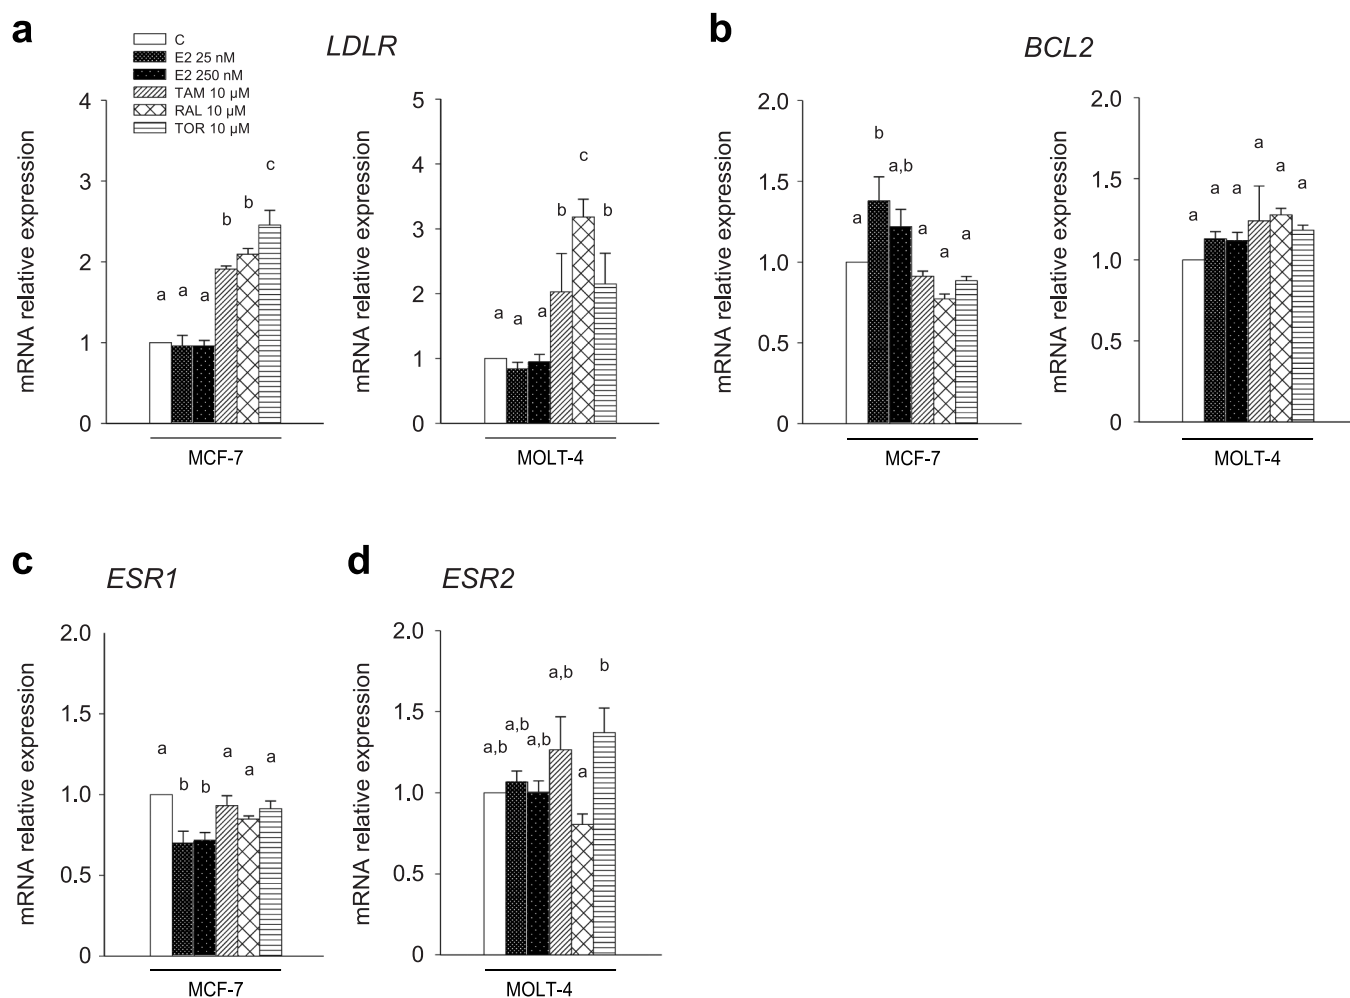 a
C
E2 25 nM
E2 250 nM
TAM 10 µM
RAL 10 µM
TOR 10 µM
LDLR
mRNA relative expression
4
3
2
1
0
a
a
a
b
b
c
MCF-7
mRNA relative expression
5
4
3
2
1
0
a
a
a
b
c
b
MOLT-4
b
BCL2
mRNA relative expression
2.0
1.5
1.0
0.5
0
a
b
a,b
a
a
a
MCF-7
mRNA relative expression
2.0
1.5
1.0
0.5
0
a
a
a
a
a
a
MOLT-4
c
ESR1
mRNA relative expression
2.0
1.5
1.0
0.5
0
a
b
b
a
a
a
MCF-7
d
ESR2
mRNA relative expression
2.0
1.5
1.0
0.5
0
a,b
a,b
a,b
a,b
a
b
MOLT-4